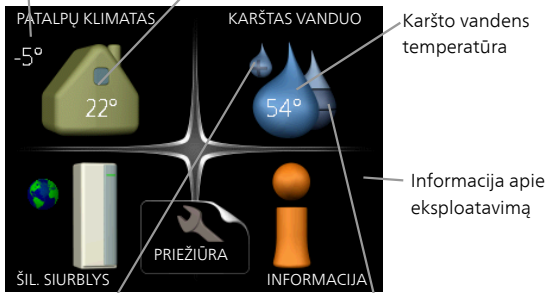 PATALPŲ KLIMATAS
KARŠTAS VANDUO
Karšto vandens
temperatūra
-5°
22°
54°
Informacija apie
eksploatavimą
PRIEŽIŪRA
ŠIL. SIURBLYS
INFORMACIJA